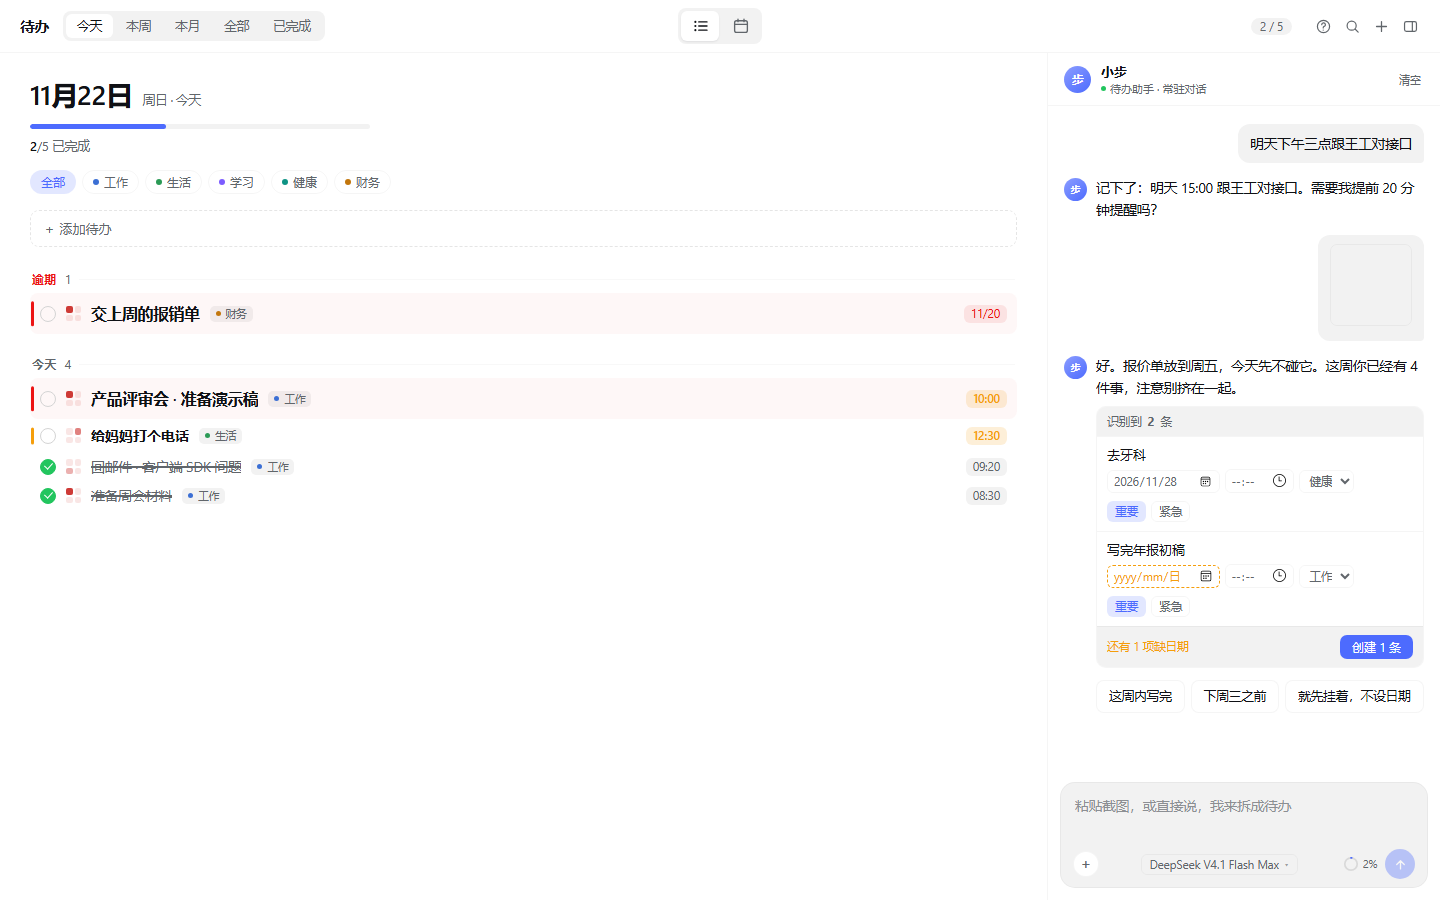 待办 今天 本周 本月 全部 已完成 2 / 5
11月22日 周日 · 今天
2/5 已完成
全部 工作 生活 学习 健康 财务
+ 添加待办
逾期 1
交上周的报销单 财务 11/20
今天 4
产品评审会 · 准备演示稿 工作 10:00
给妈妈打个电话 生活 12:30
回邮件 · 客户端 SDK 问题 工作 09:20
准备周会材料 工作 08:30
步 小步
待办助手 · 常驻对话
清空
明天下午三点跟王工对接口
步 记下了：明天 15:00 跟王工对接口。需要我提前 20 分
钟提醒吗？
步 好。报价单放到周五，今天先不碰它。这周你已经有 4
件事，注意别挤在一起。
识别到 2 条
去牙科
2026/11/28 --:-- 健康
重要 紧急
写完年报初稿
yyyy/mm/日 --:-- 工作
重要 紧急
还有 1 项缺日期 创建 1 条
这周内写完 下周三之前 就先挂着，不设日期
粘贴截图，或直接说，我来拆成待办
+ DeepSeek V4.1 Flash Max 2%